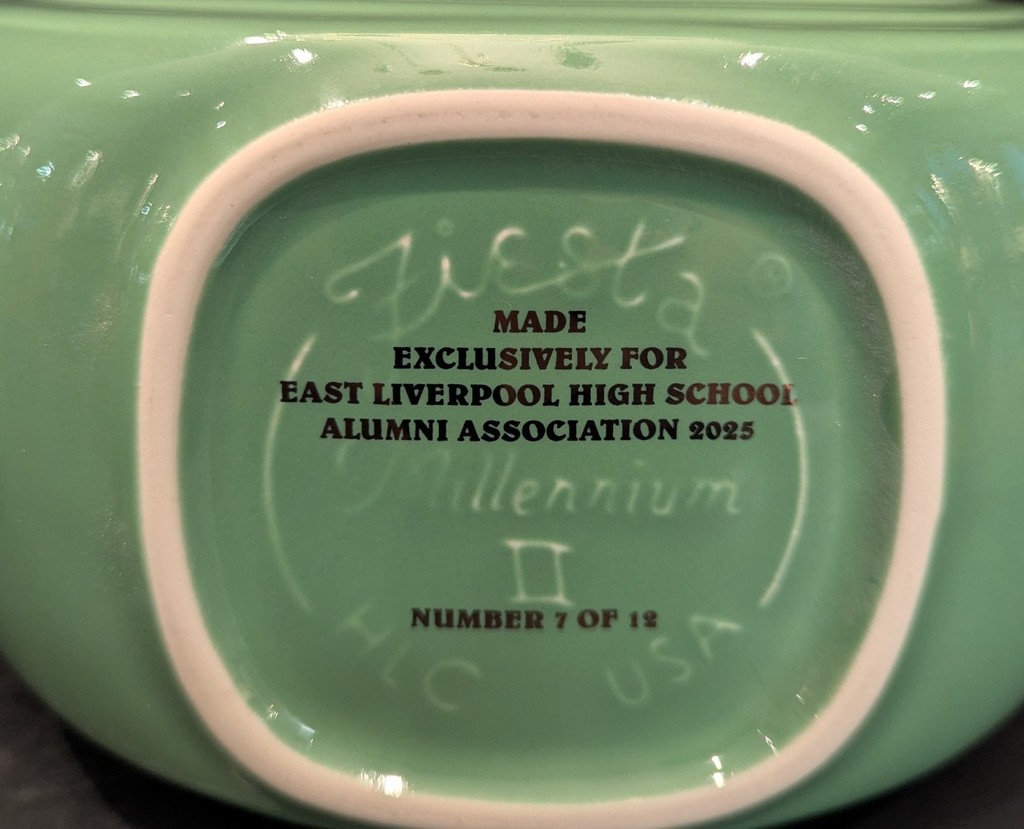 Fiesta ®
MADE
EXCLUSIVELY FOR
EAST LIVERPOOL HIGH SCHOOL
ALUMNI ASSOCIATION 2025
Millennium
II
NUMBER 7 OF 12
HLC USA